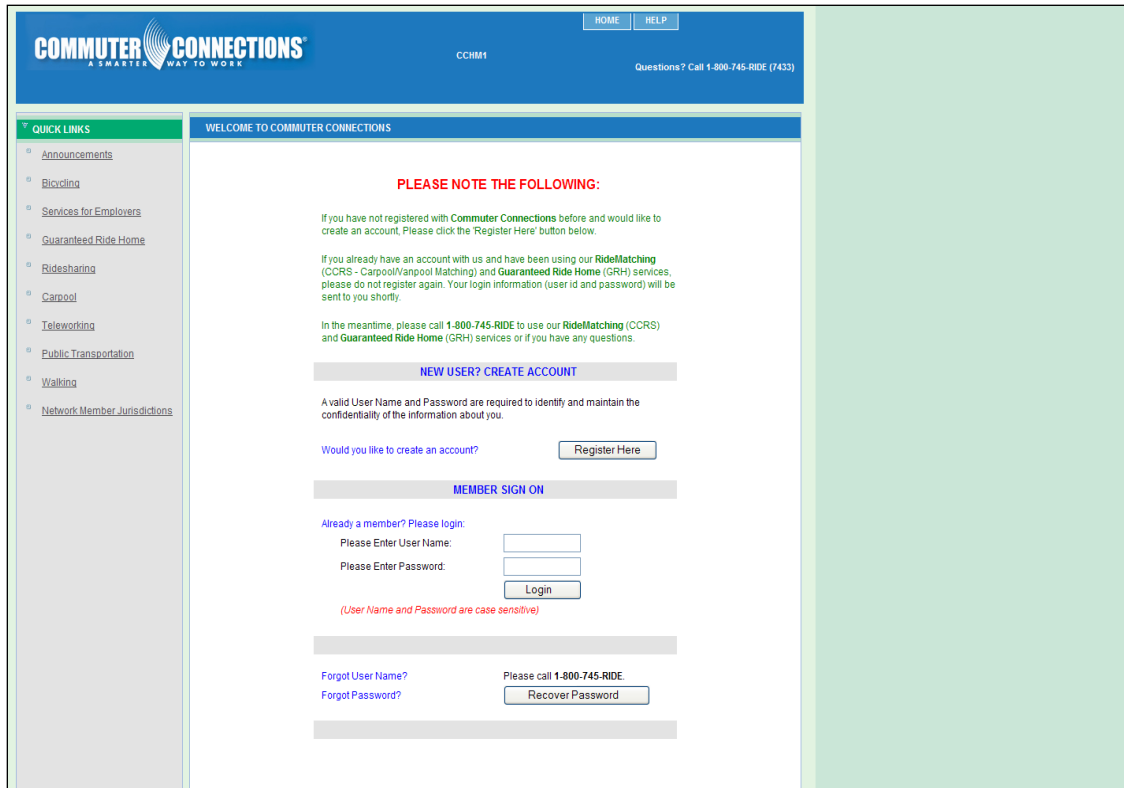 HOME HELP
COMMUTER CONNECTIONS®
A SMARTER WAY TO WORK
CCHM1
Questions? Call 1-800-745-RIDE (7433)
QUICK LINKS
Announcements
Bicycling
Services for Employers
Guaranteed Ride Home
Ridesharing
Carpool
Teleworking
Public Transportation
Walking
Network Member Jurisdictions
WELCOME TO COMMUTER CONNECTIONS
PLEASE NOTE THE FOLLOWING:
If you have not registered with Commuter Connections before and would like to
create an account, Please click the 'Register Here' button below.
If you already have an account with us and have been using our RideMatching
(CCRS - Carpool/Vanpool Matching) and Guaranteed Ride Home (GRH) services,
please do not register again. Your login information (user id and password) will be
sent to you shortly.
In the meantime, please call 1-800-745-RIDE to use our RideMatching (CCRS)
and Guaranteed Ride Home (GRH) services or if you have any questions.
NEW USER? CREATE ACCOUNT
A valid User Name and Password are required to identify and maintain the
confidentiality of the information about you.
Would you like to create an account? Register Here
MEMBER SIGN ON
Already a member? Please login:
Please Enter User Name:
Please Enter Password:
Login
(User Name and Password are case sensitive)
Forgot User Name? Please call 1-800-745-RIDE.
Forgot Password? Recover Password